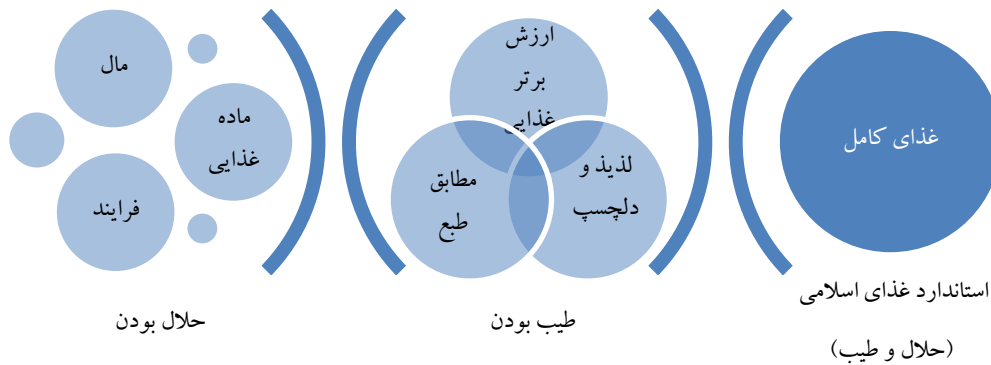 غذای کامل
استاندارد غذای اسلامی
(حلال و طیب)
ارزش
برتر
غذایی
لذیذ و
دلچسپ
مطابق
طبع
طیب بودن
مال
ماده
غذایی
فرایند
حلال بودن